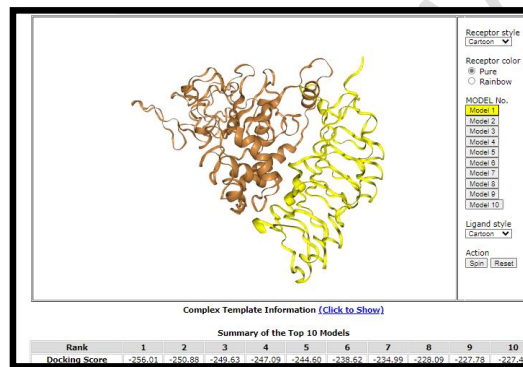 Receptor style
Cartoon
Receptor color
Pure
Rainbow
MODEL No.
Model 1
Model 2
Model 3
Model 4
Model 5
Model 6
Model 7
Model 8
Model 9
Model 10
Ligand style
Cartoon
Action
Spin Reset
Complex Template Information (Click to Show)
Summary of the Top 10 Models
Rank 1 2 3 4 5 6 7 8 9 10
Docking Score -256.01 -250.88 -249.63 -247.09 -244.60 -238.62 -234.99 -228.09 -227.78 -227.4